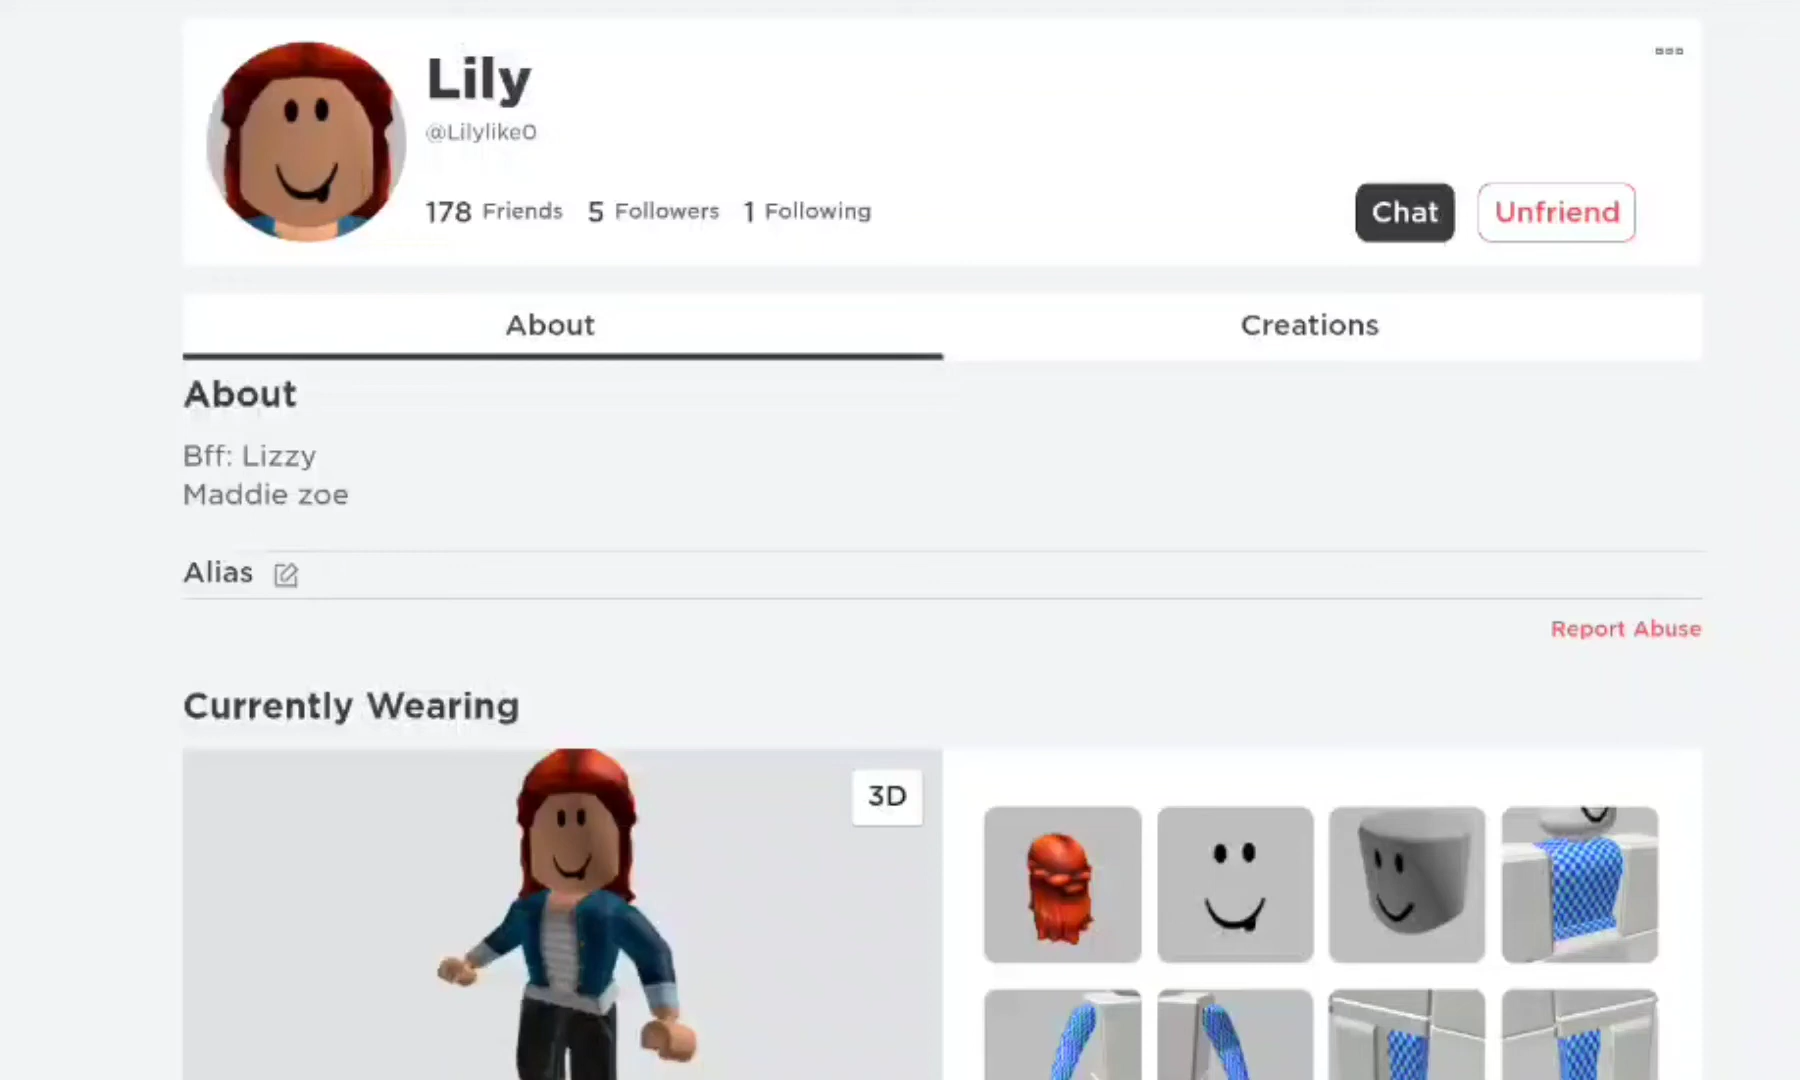 Lily
@Lilylike0
178 Friends 5 Followers 1 Following
Chat
Unfriend
About
Creations
About
Bff: Lizzy
Maddie zoe
Alias
Report Abuse
Currently Wearing
3D